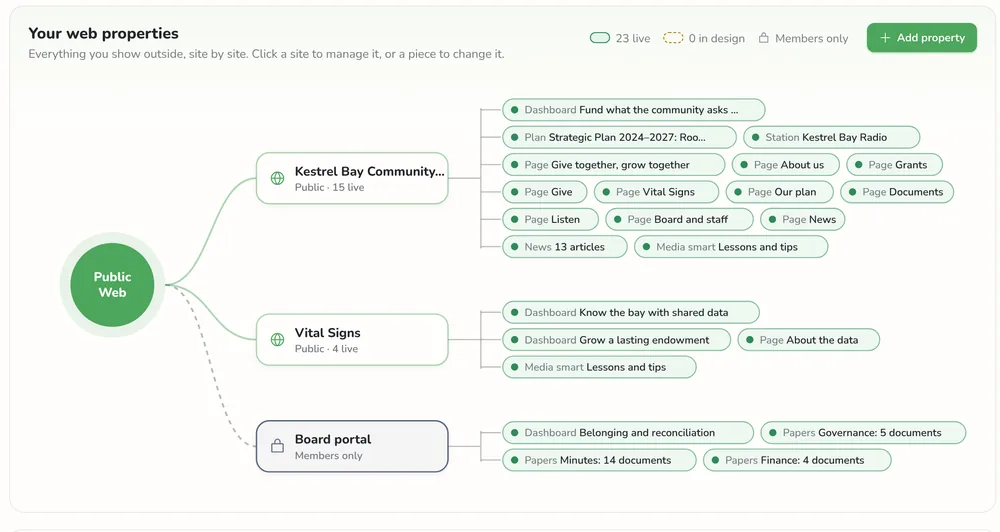 Your web properties
Everything you show outside, site by site. Click a site to manage it, or a piece to change it.
23 live
0 in design
Members only
+ Add property
Public
Web
Kestrel Bay Community...
Public · 15 live
Dashboard Fund what the community asks ...
Plan Strategic Plan 2024–2027: Roo...
Station Kestrel Bay Radio
Page Give together, grow together
Page About us
Page Grants
Page Give
Page Vital Signs
Page Our plan
Page Documents
Page Listen
Page Board and staff
Page News
News 13 articles
Media smart Lessons and tips
Vital Signs
Public · 4 live
Dashboard Know the bay with shared data
Dashboard Grow a lasting endowment
Page About the data
Media smart Lessons and tips
Board portal
Members only
Dashboard Belonging and reconciliation
Papers Governance: 5 documents
Papers Minutes: 14 documents
Papers Finance: 4 documents